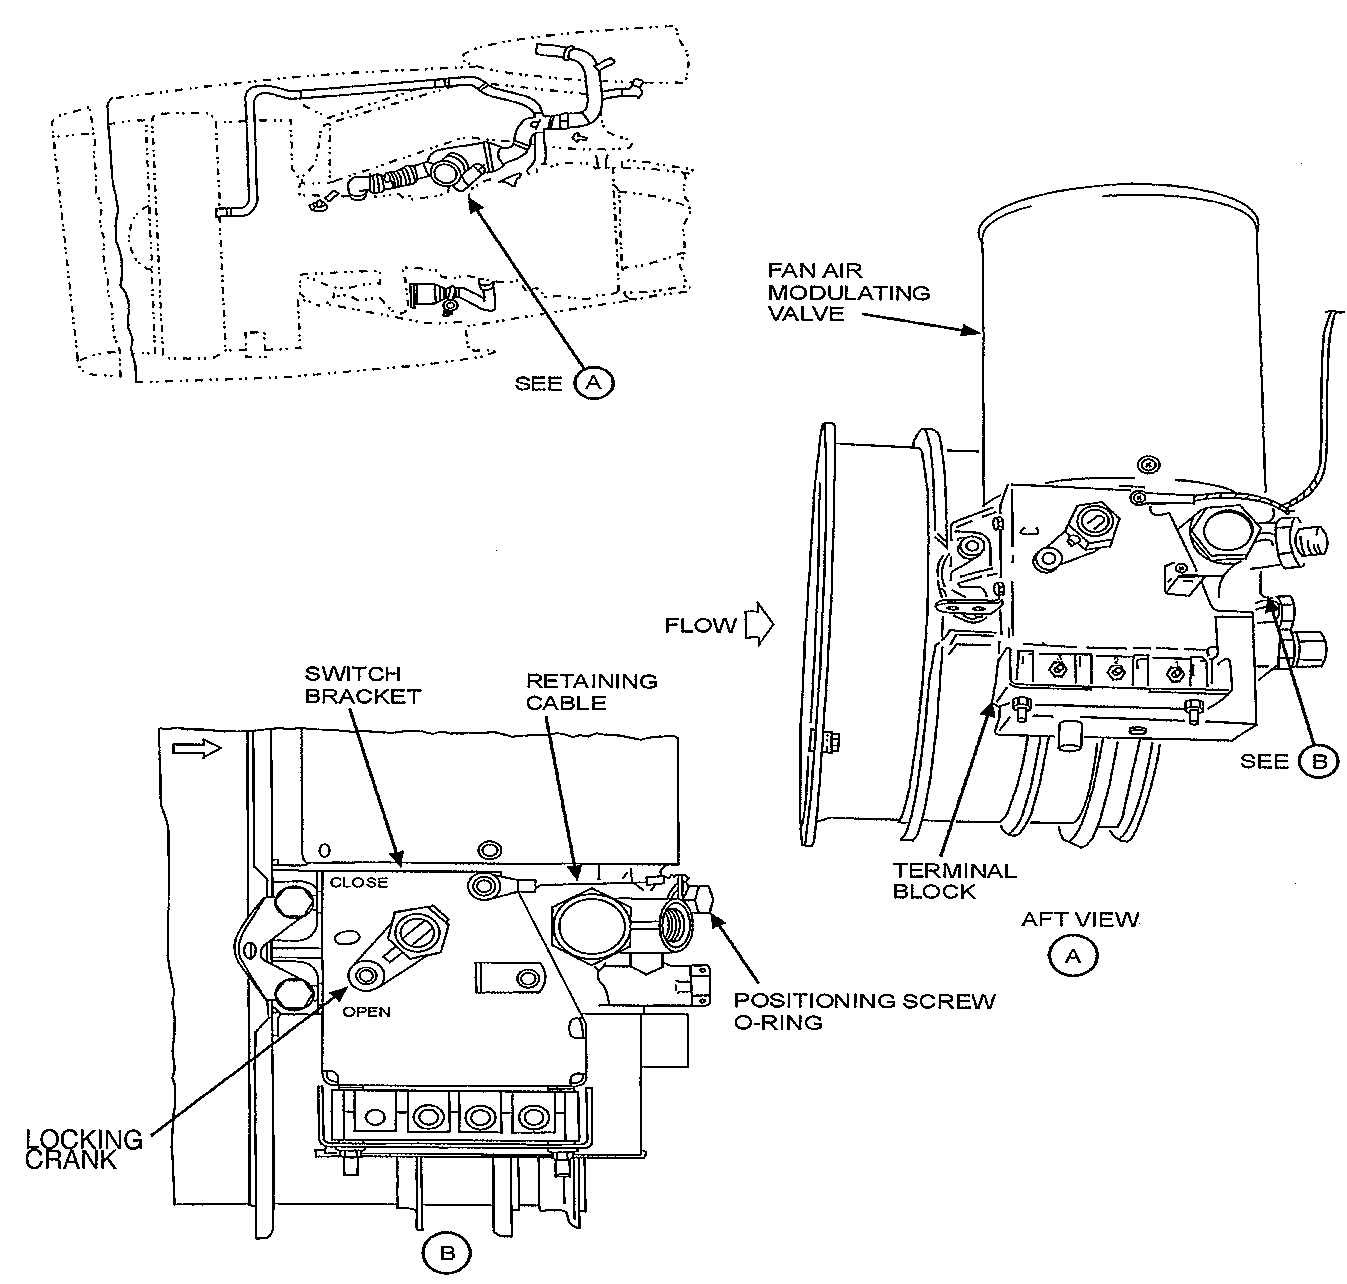 SEE A
FAN AIR
MODULATING
VALVE
FLOW
SEE B
TERMINAL
BLOCK
AFT VIEW
A
SWITCH
BRACKET
RETAINING
CABLE
CLOSE
OPEN
POSITIONING SCREW
O-RING
LOCKING
CRANK
B